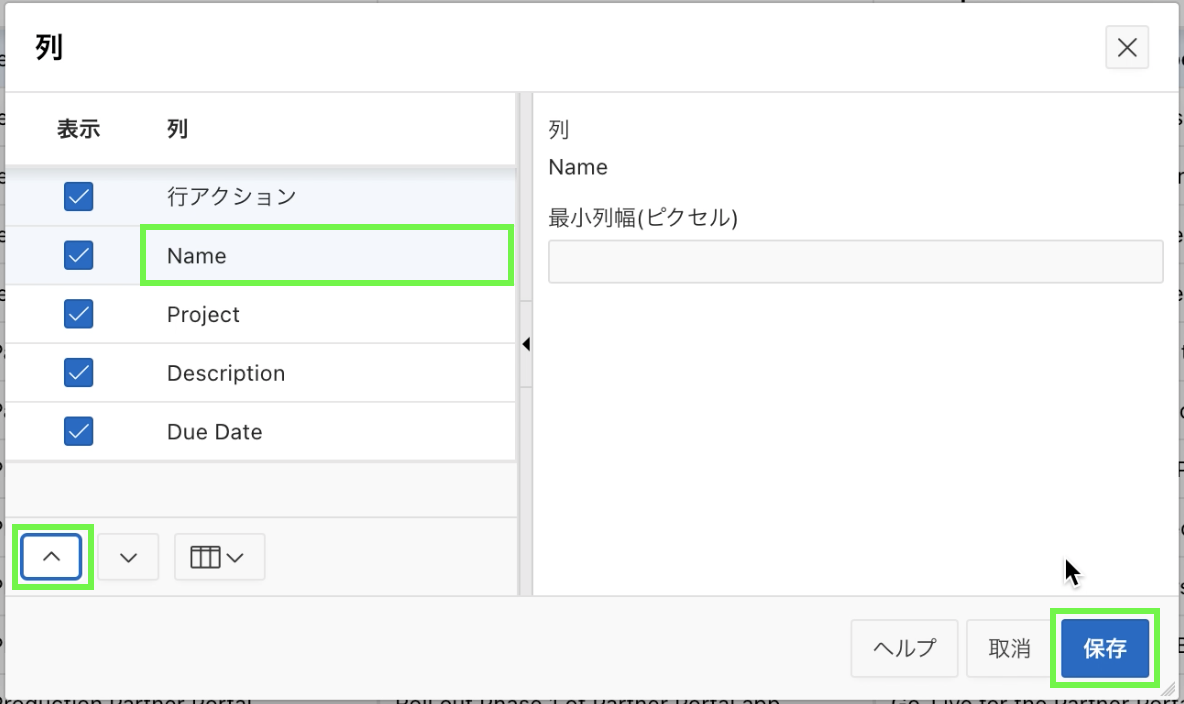 列
表示 列
行アクション
Name
Project
Description
Due Date
列
Name
最小列幅(ピクセル)
ヘルプ 取消 保存